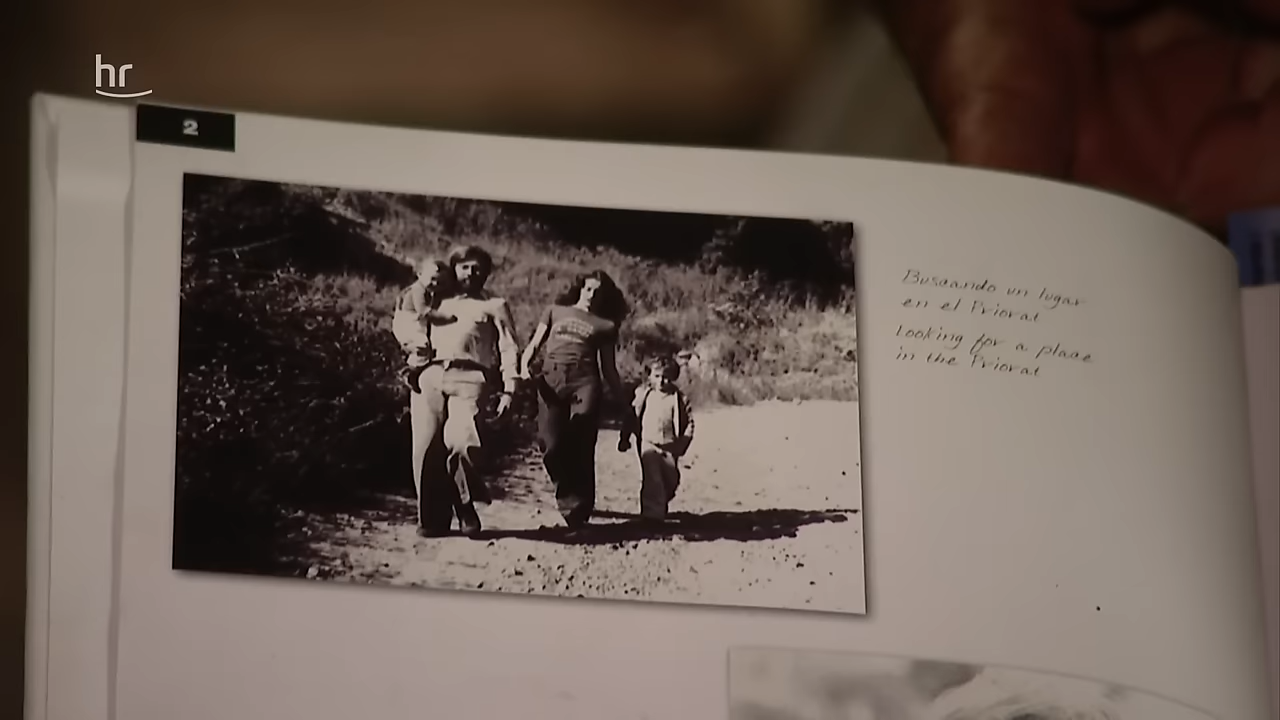 hr
2
Buscando un lugar
en el Priorat
Looking for a place
in the Priorat